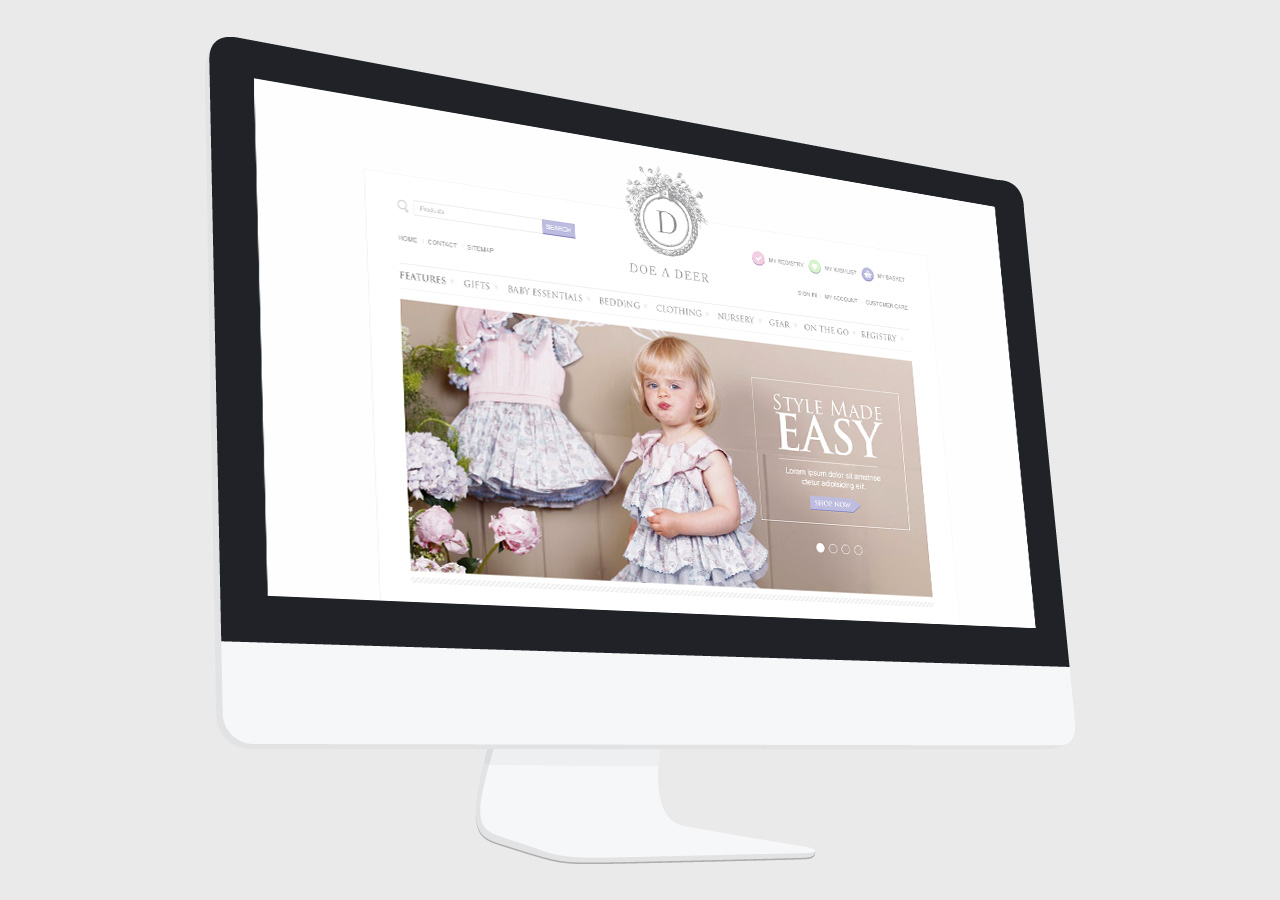 Products
SEARCH
HOME CONTACT SITEMAP
D
DOE A DEER
MY REGISTRY MY WISHLIST MY BASKET
SIGN IN MY ACCOUNT CUSTOMER CARE
FEATURES GIFTS BABY ESSENTIALS BEDDING CLOTHING NURSERY GEAR ON THE GO REGISTRY
STYLE MADE
EASY
Lorem ipsum dolor sit ametnse
ctetur adipisicing elit.
SHOP NOW